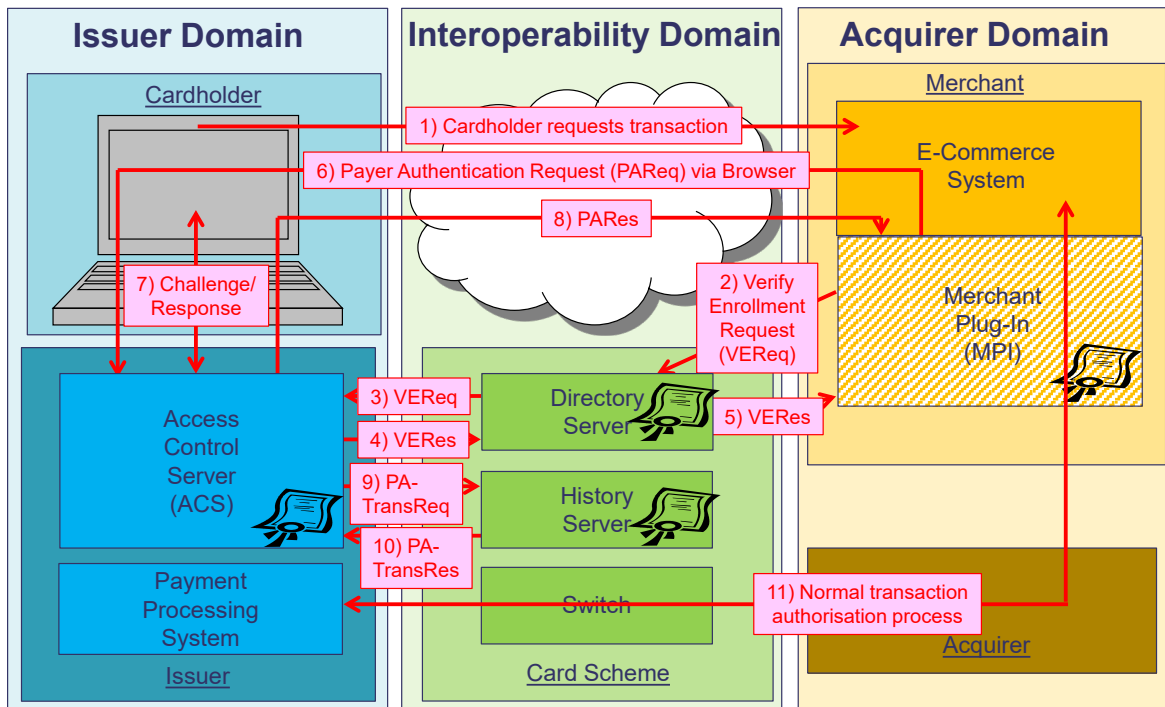 Issuer Domain
Interoperability Domain
Acquirer Domain
Cardholder
Merchant
1) Cardholder requests transaction
E-Commerce
System
6) Payer Authentication Request (PAReq) via Browser
8) PARes
7) Challenge/
Response
2) Verify
Enrollment
Request
(VEReq)
Merchant
Plug-In
(MPI)
Access
Control
Server
(ACS)
3) VEReq
4) VERes
Directory
Server
5) VERes
9) PA-
TransReq
10) PA-
TransRes
History
Server
Payment
Processing
System
Switch
11) Normal transaction
authorisation process
Issuer
Card Scheme
Acquirer